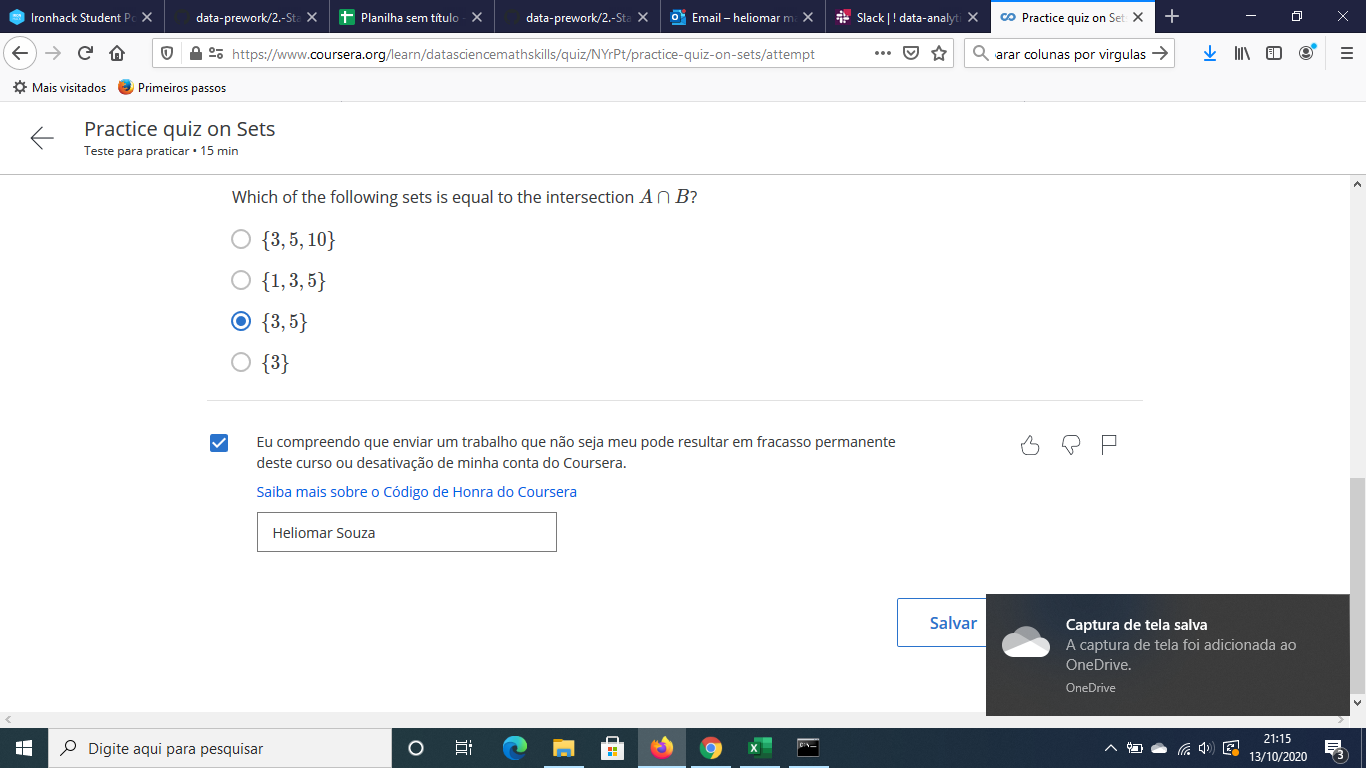 Ironhack Student Po
data-prework/2.-Sta
Planilha sem título -
data-prework/2.-Sta
Email – heliomar m
Slack | ! data-analyti
Practice quiz on Set
https://www.coursera.org/learn/datasciencemathskills/quiz/NYrPt/practice-quiz-on-sets/attempt
arar colunas por virgulas
Mais visitados
Primeiros passos
Practice quiz on Sets
Teste para praticar • 15 min
Which of the following sets is equal to the intersection A ∩ B?
{3, 5, 10}
{1, 3, 5}
{3, 5}
{3}
Eu compreendo que enviar um trabalho que não seja meu pode resultar em fracasso permanente
deste curso ou desativação de minha conta do Coursera.
Saiba mais sobre o Código de Honra do Coursera
Heliomar Souza
Salvar
Captura de tela salva
A captura de tela foi adicionada ao
OneDrive.
OneDrive
Digite aqui para pesquisar
21:15
13/10/2020
3